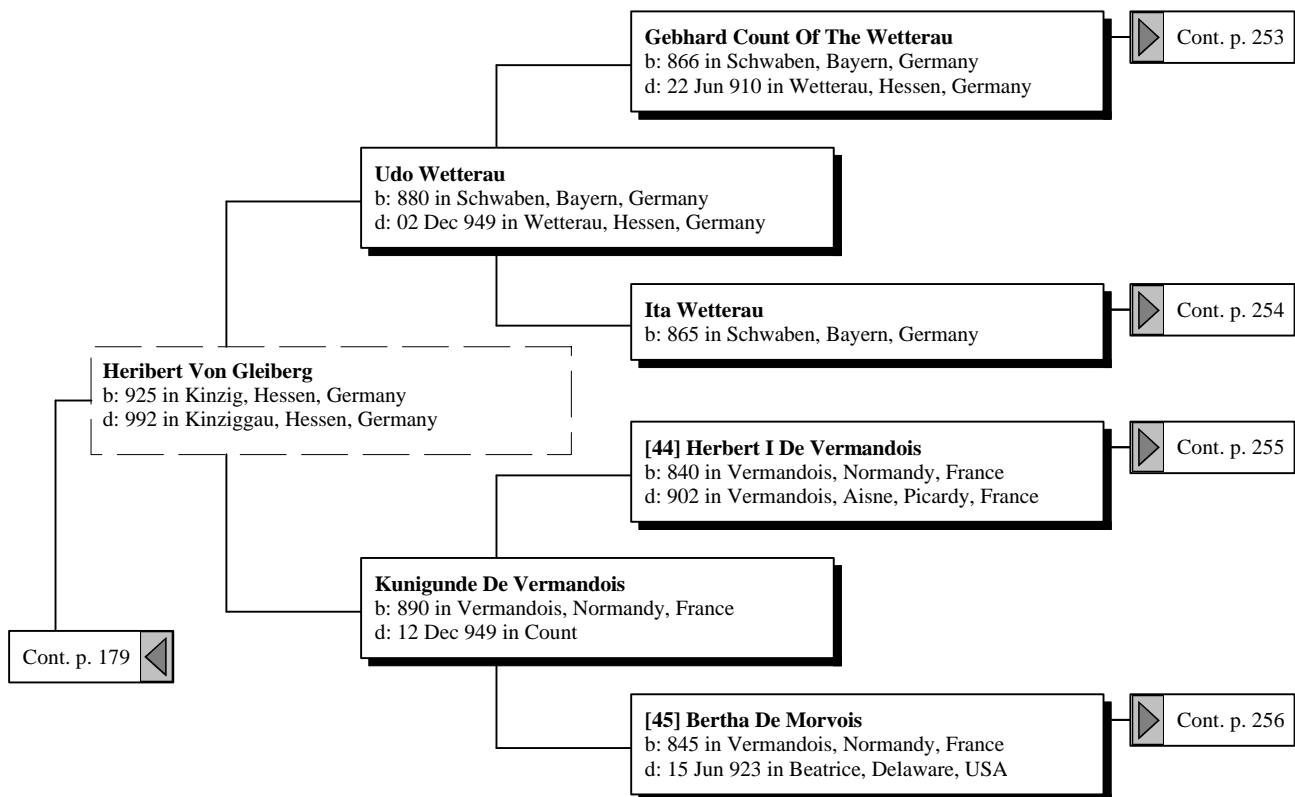 Gebhard Count Of The Wetterau
b: 866 in Schwaben, Bayern, Germany
d: 22 Jun 910 in Wetterau, Hessen, Germany
Cont. p. 253
Udo Wetterau
b: 880 in Schwaben, Bayern, Germany
d: 02 Dec 949 in Wetterau, Hessen, Germany
Ita Wetterau
b: 865 in Schwaben, Bayern, Germany
Cont. p. 254
Heribert Von Gleiberg
b: 925 in Kinzig, Hessen, Germany
d: 992 in Kinziggau, Hessen, Germany
[44] Herbert I De Vermandois
b: 840 in Vermandois, Normandy, France
d: 902 in Vermandois, Aisne, Picardy, France
Cont. p. 255
Kunigunde De Vermandois
b: 890 in Vermandois, Normandy, France
d: 12 Dec 949 in Count
Cont. p. 179
[45] Bertha De Morvois
b: 845 in Vermandois, Normandy, France
d: 15 Jun 923 in Beatrice, Delaware, USA
Cont. p. 256